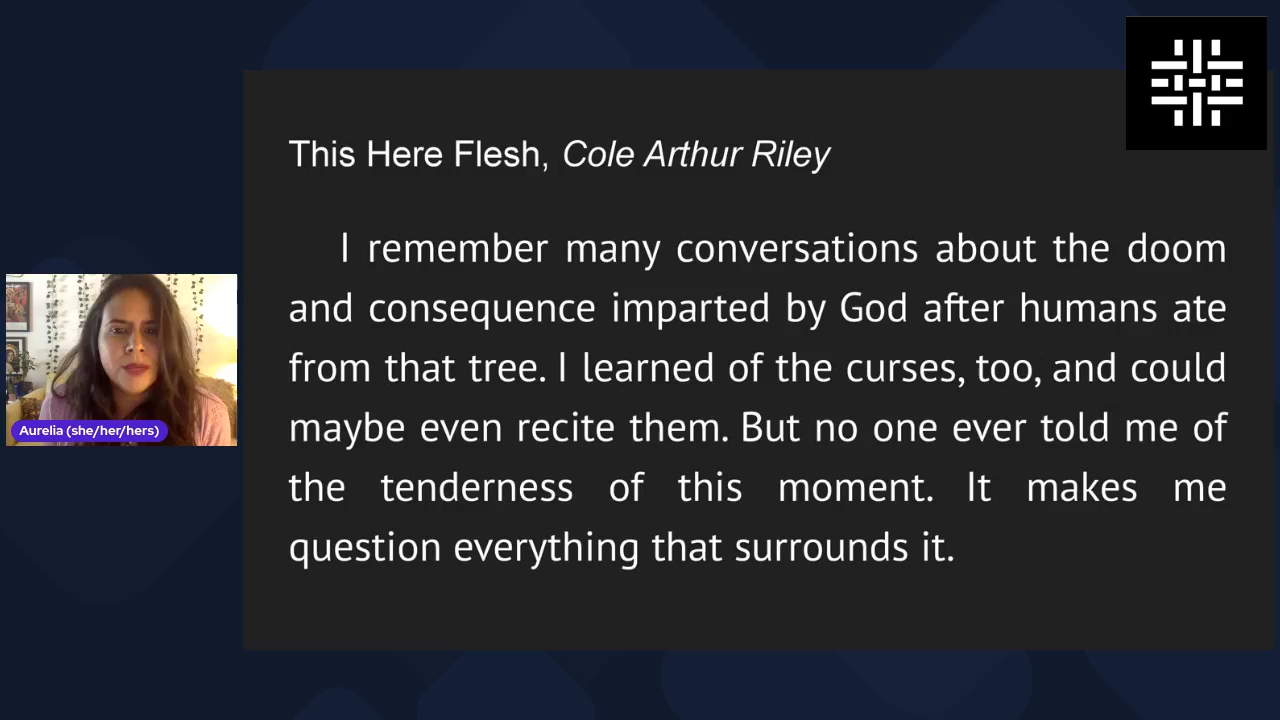 This Here Flesh, Cole Arthur Riley
I remember many conversations about the doom
and consequence imparted by God after humans ate
from that tree. I learned of the curses, too, and could
maybe even recite them. But no one ever told me of
the tenderness of this moment. It makes me
question everything that surrounds it.
Aurelia (she/her/hers)